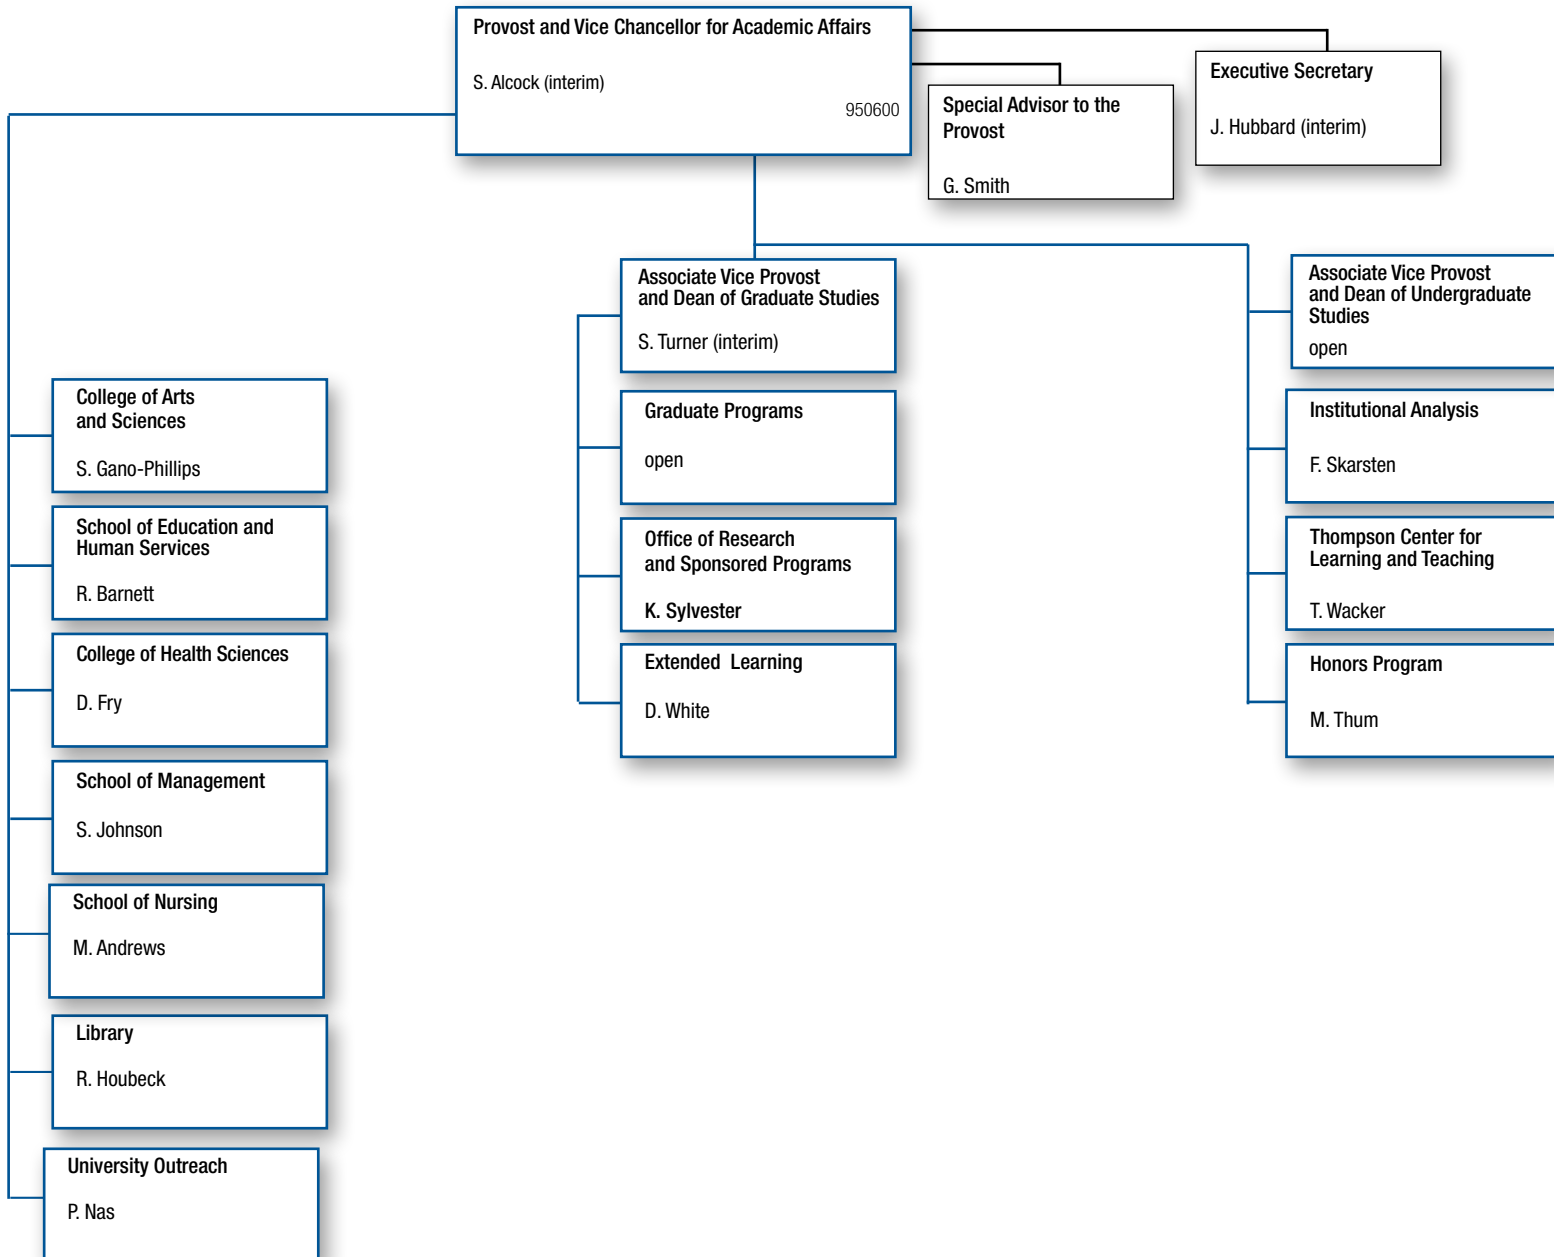 Provost and Vice Chancellor for Academic Affairs
S. Alcock (interim)
950600
Executive Secretary
J. Hubbard (interim)
Special Advisor to the
Provost
G. Smith
College of Arts
and Sciences
S. Gano-Phillips
School of Education and
Human Services
R. Barnett
College of Health Sciences
D. Fry
School of Management
S. Johnson
School of Nursing
M. Andrews
Library
R. Houbeck
University Outreach
P. Nas
Associate Vice Provost
and Dean of Graduate Studies
S. Turner (interim)
Graduate Programs
open
Office of Research
and Sponsored Programs
K. Sylvester
Extended Learning
D. White
Associate Vice Provost
and Dean of Undergraduate
Studies
open
Institutional Analysis
F. Skarsten
Thompson Center for
Learning and Teaching
T. Wacker
Honors Program
M. Thum